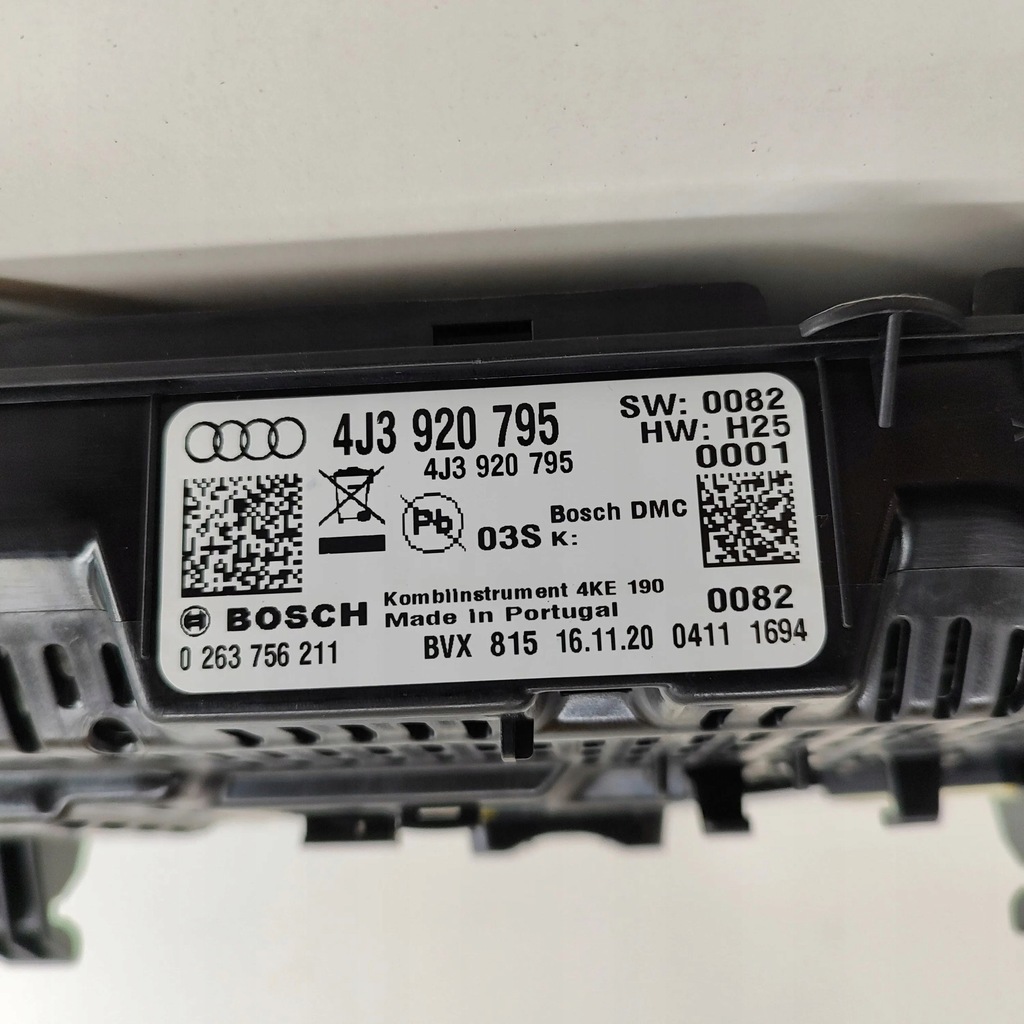 4J3 920 795
4J3 920 795
SW: 0082
HW: H25
0001
Pb
03S
Bosch DMC
K:
BOSCH
0 263 756 211
Kombiinstrument 4KE 190
Made in Portugal
0082
BVX 815 16.11.20 0411 1694